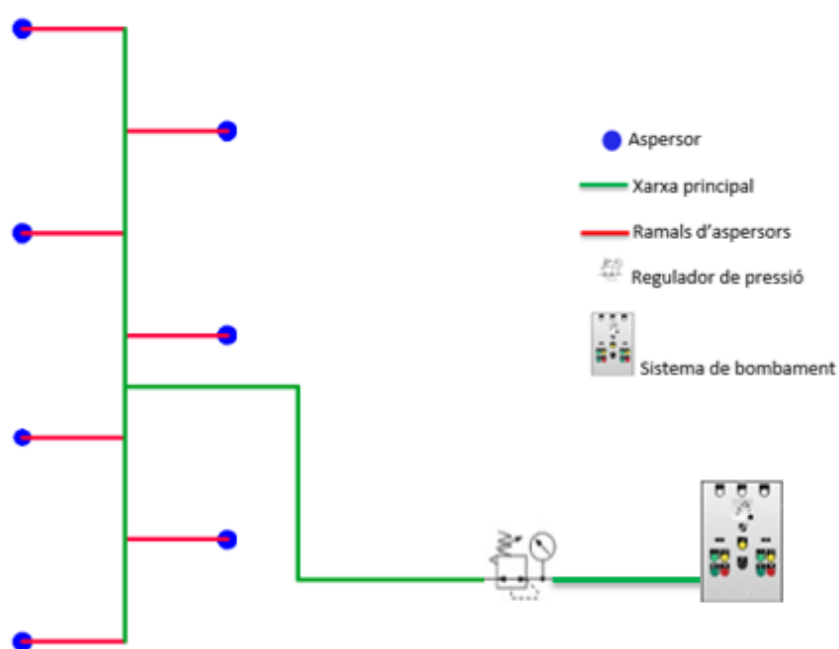 Aspersor
Xarxa principal
Ramals d'aspersors
Regulador de pressió
Sistema de bombament